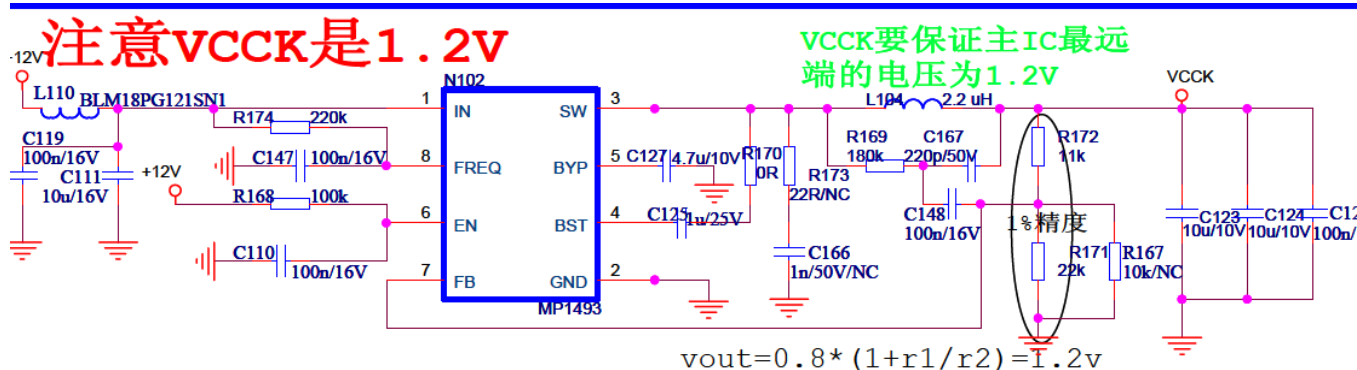 注意VCCK是1.2V
VCCK要保证主IC最远
端的电压为1.2V
-12V
L110
BLM18PG121SN1
C119
100n/16V
C111
10u/16V
R174
220k
C147
100n/16V
+12V
R168
100k
C110
100n/16V
N102
1
IN
8
FREQ
6
EN
7
FB
SW
3
BYP
5
BST
4
GND
2
MP1493
C127
4.7u/10V
C125
1u/25V
R170
0R
R173
22R/NC
C166
1n/50V/NC
L104
2.2 uH
R169
180k
C167
220p/50V
C148
100n/16V
R172
11k
1%精度
R171
22k
R167
10k/NC
VCCK
C123
10u/10V
C124
10u/10V
100n/
vout=0.8*(1+r1/r2)=1.2v